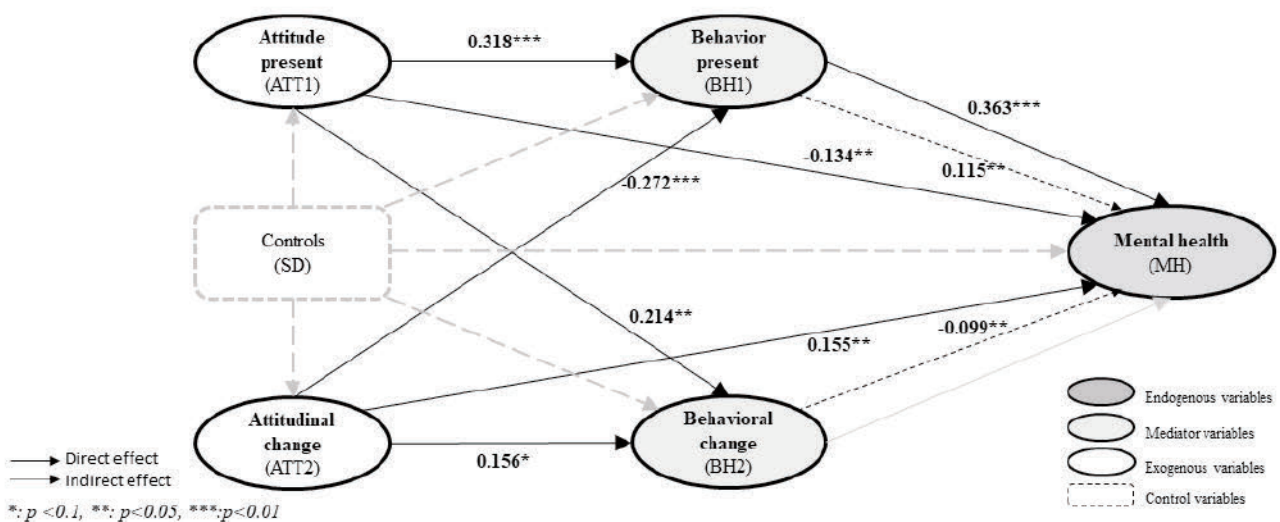 Attitude
present
(ATT1)
0.318***
Behavior
present
(BH1)
0.363***
-0.134**
0.115**
-0.272***
Controls
(SD)
Mental health
(MH)
0.214**
-0.099**
0.155**
Attitudinal
change
(ATT2)
0.156*
Behavioral
change
(BH2)
Endogenous variables
Mediator variables
Exogenous variables
Control variables
Direct effect
Indirect effect
*: p <0.1, **: p<0.05, ***:p<0.01